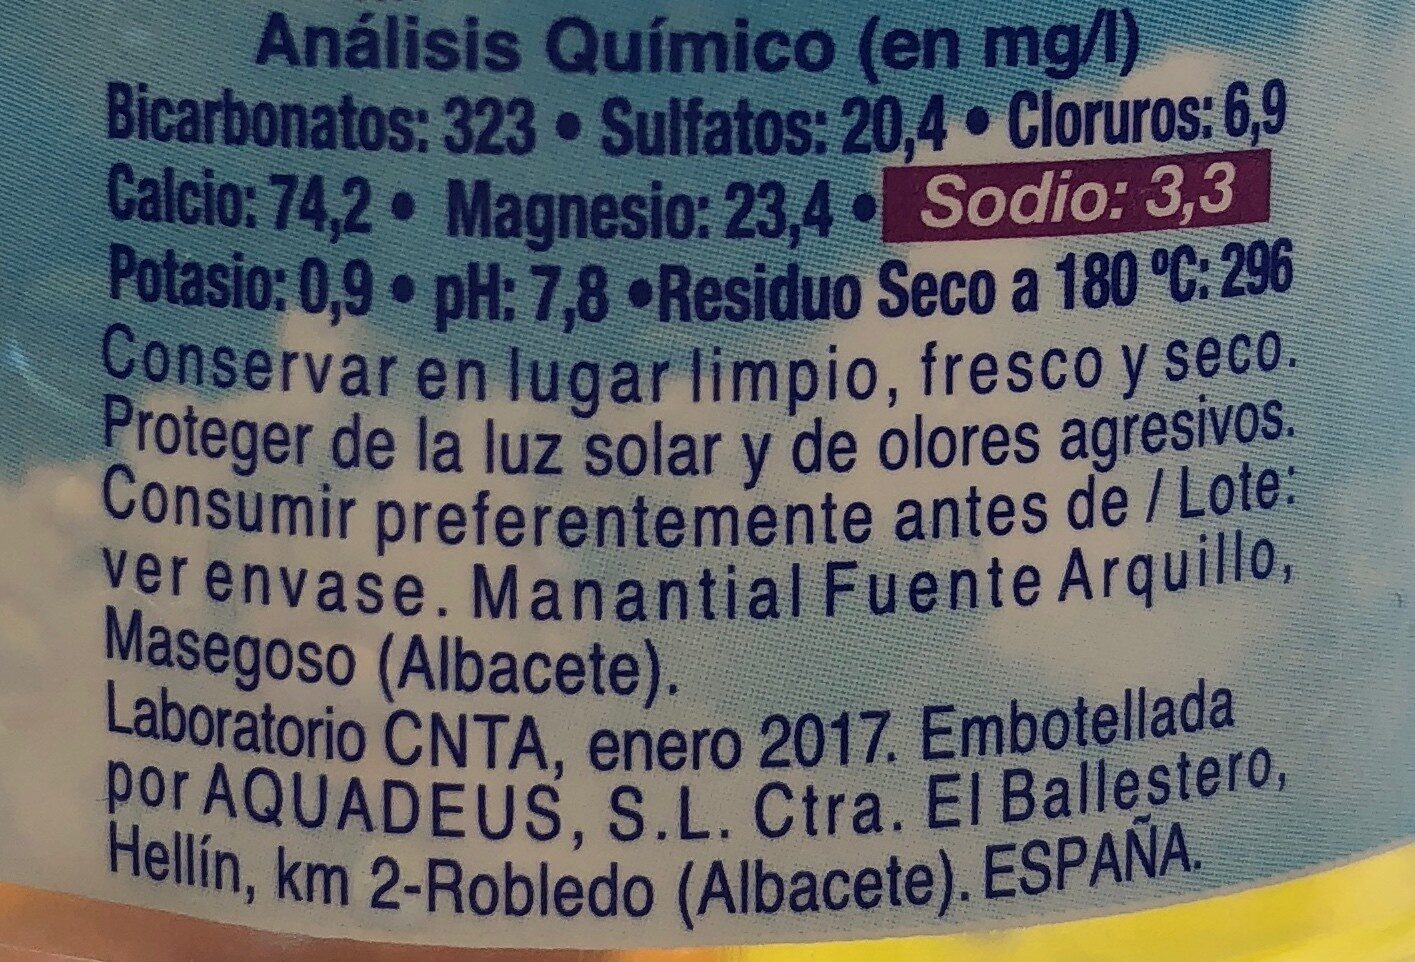 Análisis Químico (en mg/l)
Bicarbonatos: 323 • Sulfatos: 20,4 • Cloruros: 6,9
Calcio: 74,2 • Magnesio: 23,4 • Sodio: 3,3
Potasio: 0,9 • pH: 7,8 •Residuo Seco a 180 ºC: 296
Conservar en lugar limpio, fresco y seco.
Proteger de la luz solar y de olores agresivos.
Consumir preferentemente antes de / Lote:
ver envase. Manantial Fuente Arquillo,
Masegoso (Albacete).
Laboratorio CNTA, enero 2017. Embotellada
por AQUADEUS, S.L. Ctra. El Ballestero,
Hellín, km 2-Robledo (Albacete). ESPAÑA.